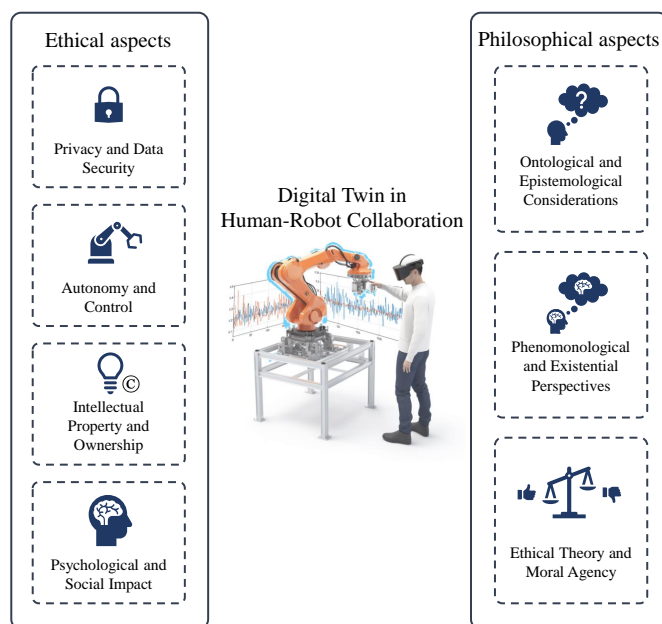 Ethical aspects
Privacy and Data
Security
Autonomy and
Control
©
Intellectual
Property and
Ownership
Psychological and
Social Impact
Digital Twin in
Human-Robot Collaboration
Philosophical aspects
?
Ontological and
Epistemological
Considerations
Phenomonological
and Existential
Perspectives
Ethical Theory and
Moral Agency